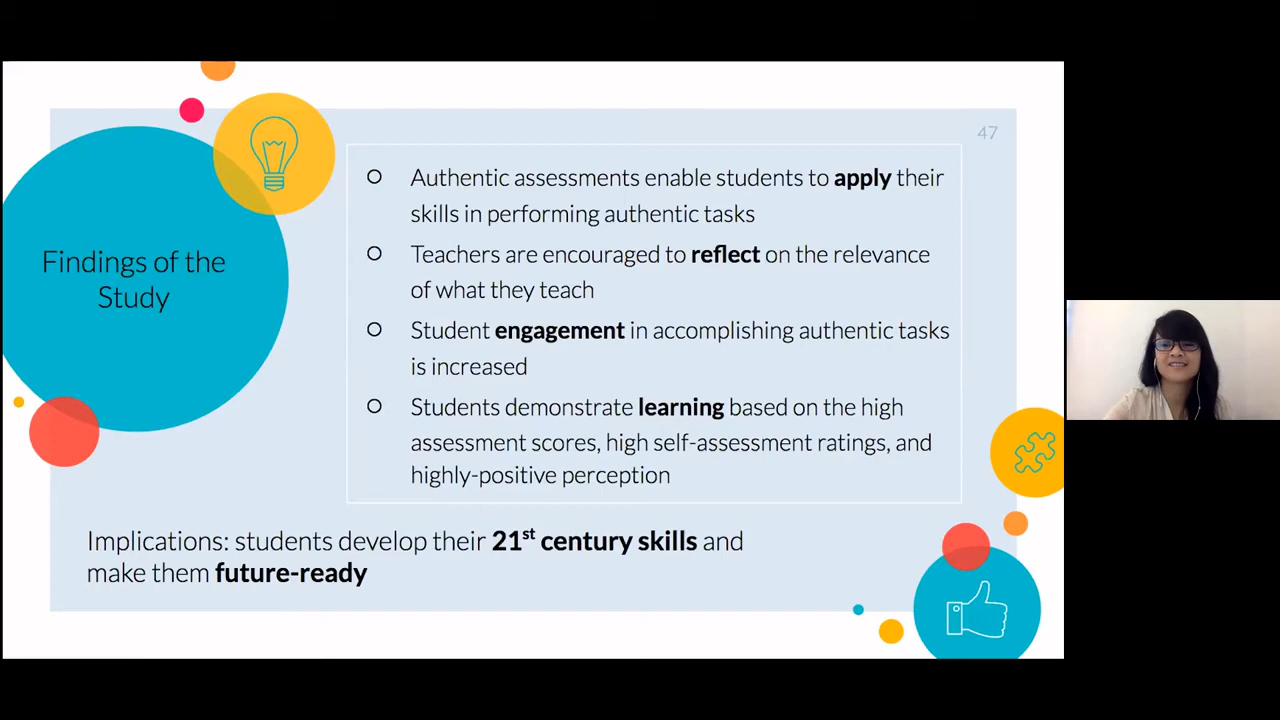 47
Findings of the
Study
Authentic assessments enable students to apply their
skills in performing authentic tasks
Teachers are encouraged to reflect on the relevance
of what they teach
Student engagement in accomplishing authentic tasks
is increased
Students demonstrate learning based on the high
assessment scores, high self-assessment ratings, and
highly-positive perception
Implications: students develop their 21st century skills and
make them future-ready